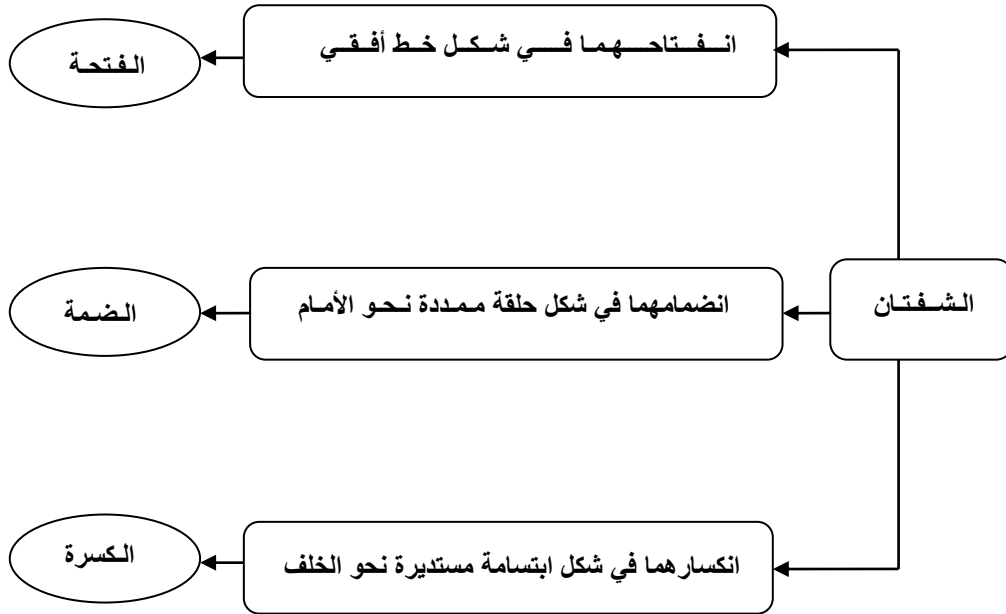 انفتاحهما في شكل خط أفقي
الفتحة
الشفتان
انضمامهما في شكل حلقة ممددة نحو الأمام
الضمة
انكسارهما في شكل ابتسامة مستديرة نحو الخلف
الكسرة